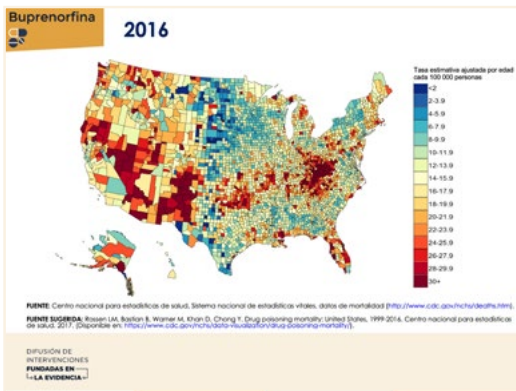 Buprenorfina
2016
Tasa estimativa ajustada por edad
cada 100 000 personas
<2
2-3.9
4-5.9
6-7.9
8-9.9
10-11.9
12-13.9
14-15.9
16-17.9
18-19.9
20-21.9
22-23.9
24-25.9
26-27.9
28-29.9
30+
FUENTE: Centro nacional para estadísticas de salud, Sistema nacional de estadísticas vitales, datos de mortalidad (http://www.cdc.gov/nchs/deaths.htm).
FUENTE SUGERIDA: Rossen LM, Bastian B, Warner M, Khan D, Chong Y. Drug poisoning mortality: United States, 1999-2016. Centro nacional para estadísticas
de salud. 2017. (Disponible en: https://www.cdc.gov/nchs/data-visualization/drug-poisoning-mortality/).
DIFUSIÓN DE
INTERVENCIONES
FUNDADAS EN
LA EVIDENCIA